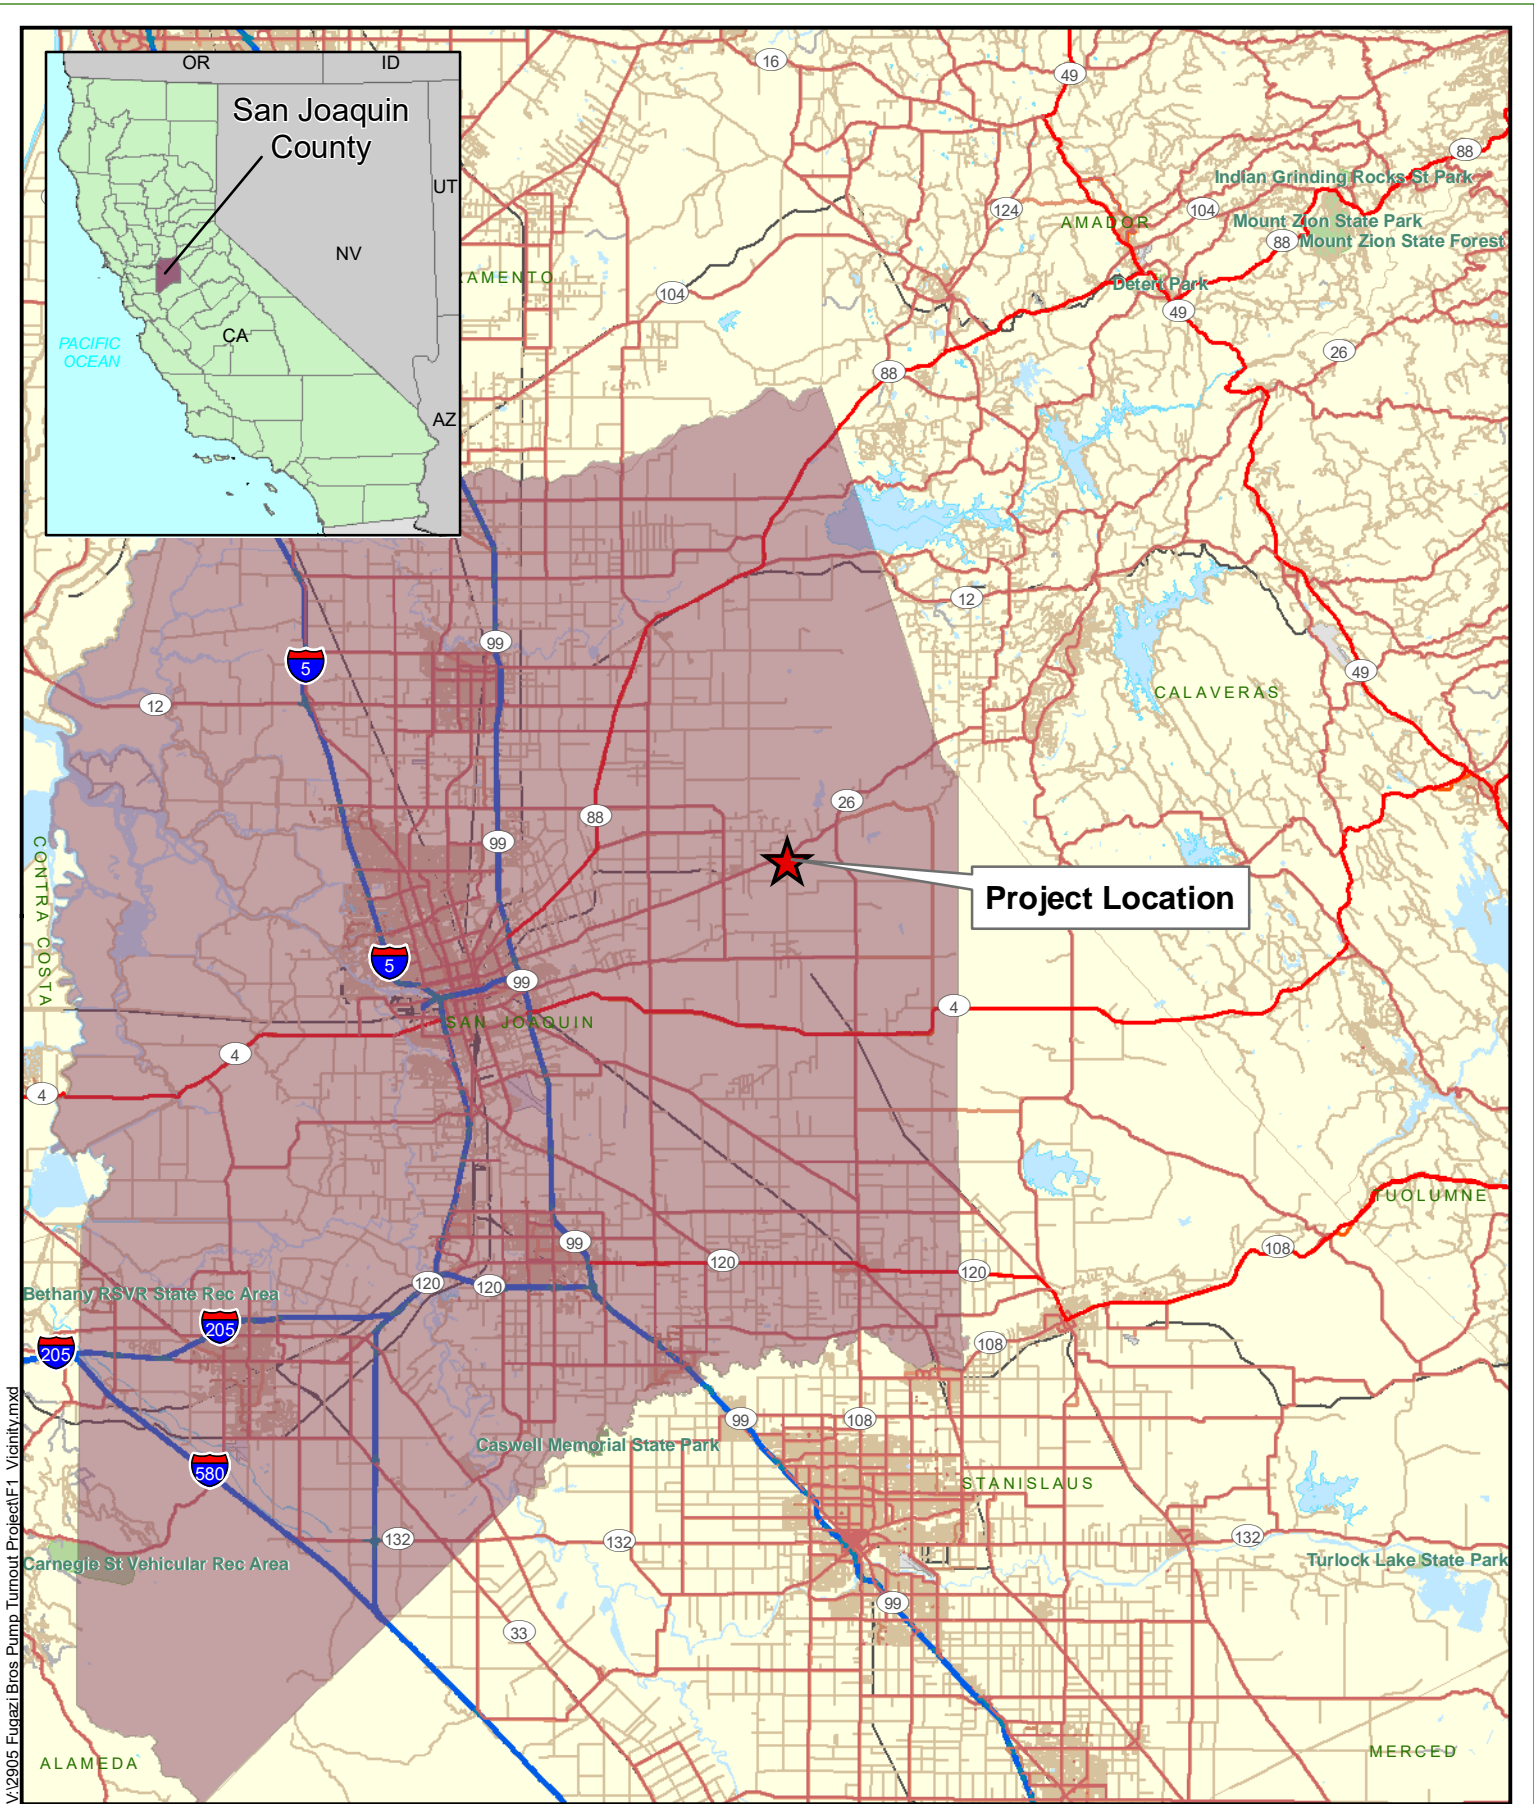 OR
ID
San Joaquin
County
UT
NV
CA
PACIFIC
OCEAN
AZ
16
49
88
Indian Grinding Rocks St Park
124
AMADOR
104
Mount Zion State Park
88
Mount Zion State Forest
AMENTO
104
Detert Park
49
26
88
12
99
5
49
CALAVERAS
12
26
88
99
CONTRA COSTA
Project Location
5
99
4
SAN JOAQUIN
4
4
TUOLUMNE
99
108
120
120
120
120
Bethany RSVR State Rec Area
205
205
108
99
108
Caswell Memorial State Park
580
STANISLAUS
132
132
132
Carnegie St Vehicular Rec Area
Turlock Lake State Park
99
33
ALAMEDA
MERCED
V:\2905 Fugazi Bros Pump Turnout Project\F1 Vicinity.mxd